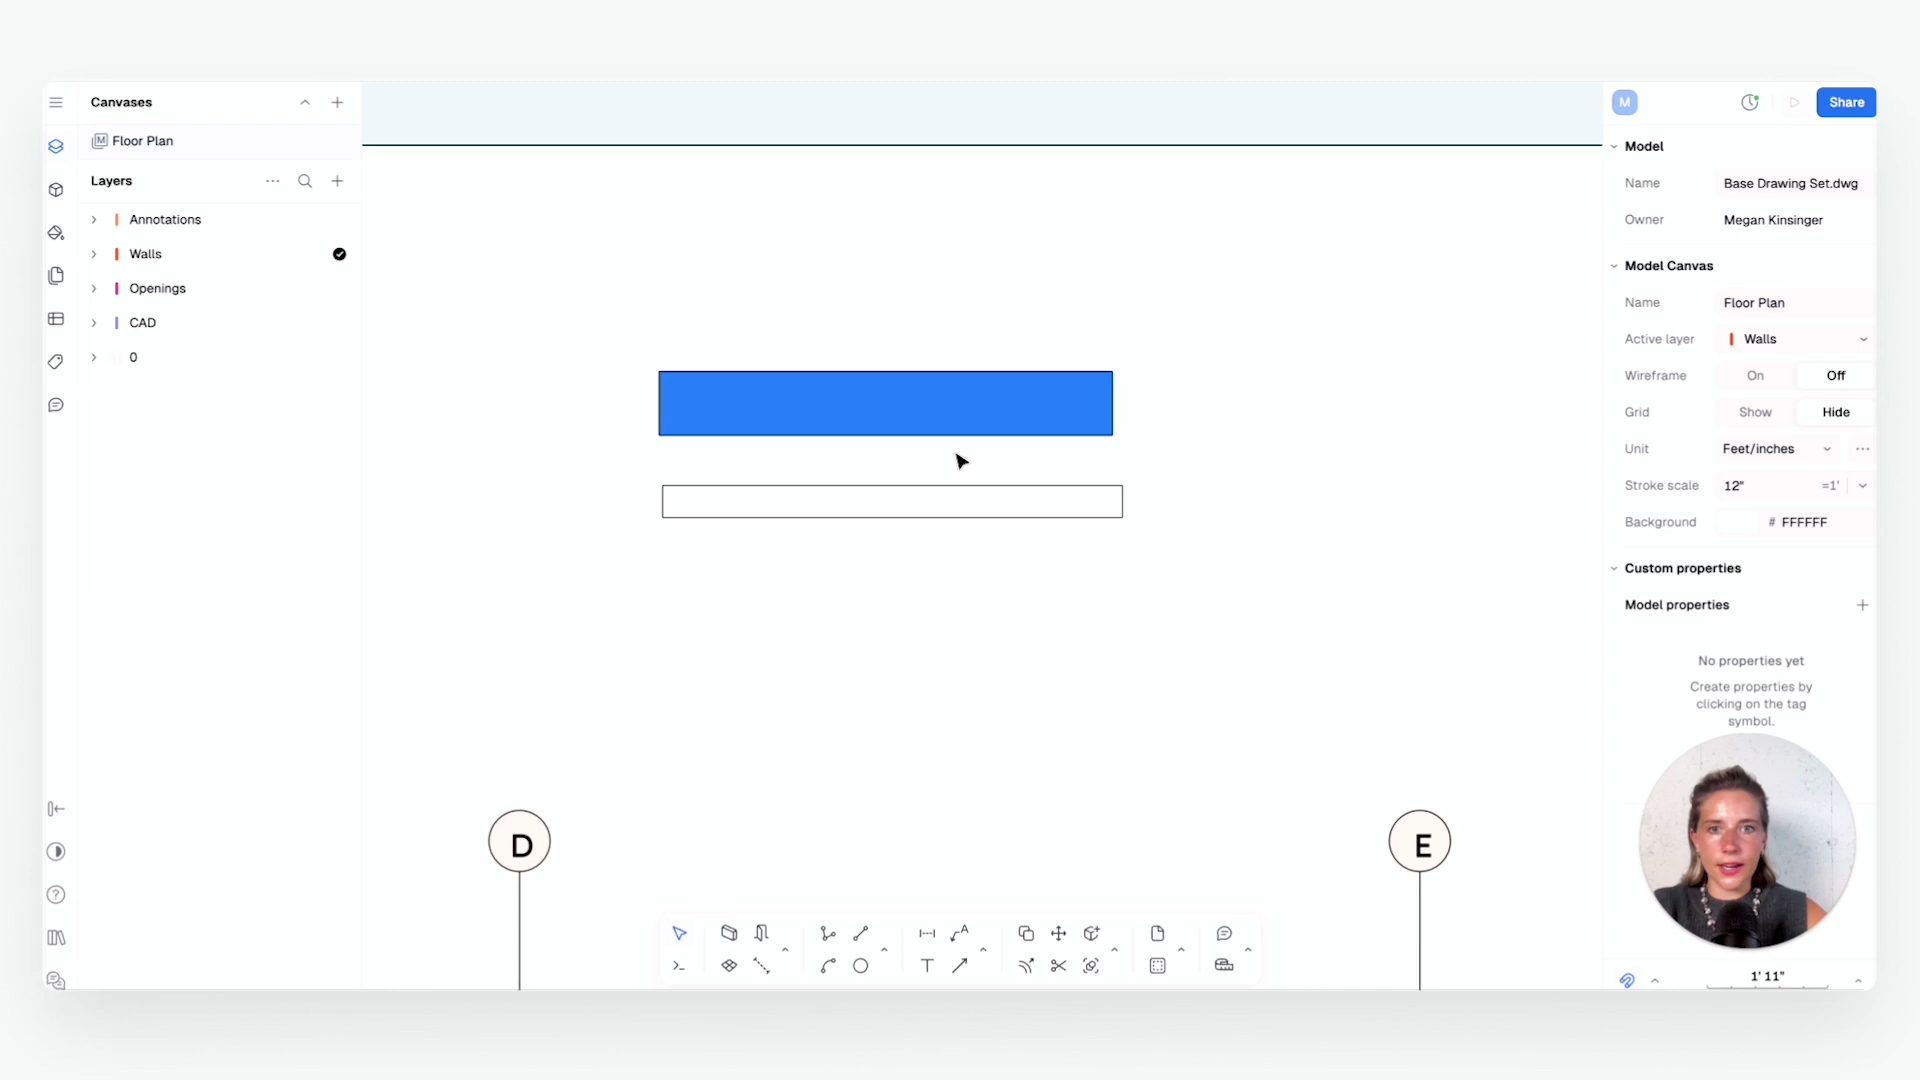 Canvases
M Floor Plan
Layers
Annotations
Walls
Openings
CAD
0
D
E
M
Share
Model
Name Base Drawing Set.dwg
Owner Megan Kinsinger
Model Canvas
Name Floor Plan
Active layer Walls
Wireframe On Off
Grid Show Hide
Unit Feet/inches
Stroke scale 12" =1'
Background # FFFFFF
Custom properties
Model properties
No properties yet
Create properties by
clicking on the tag
symbol.
1' 11"